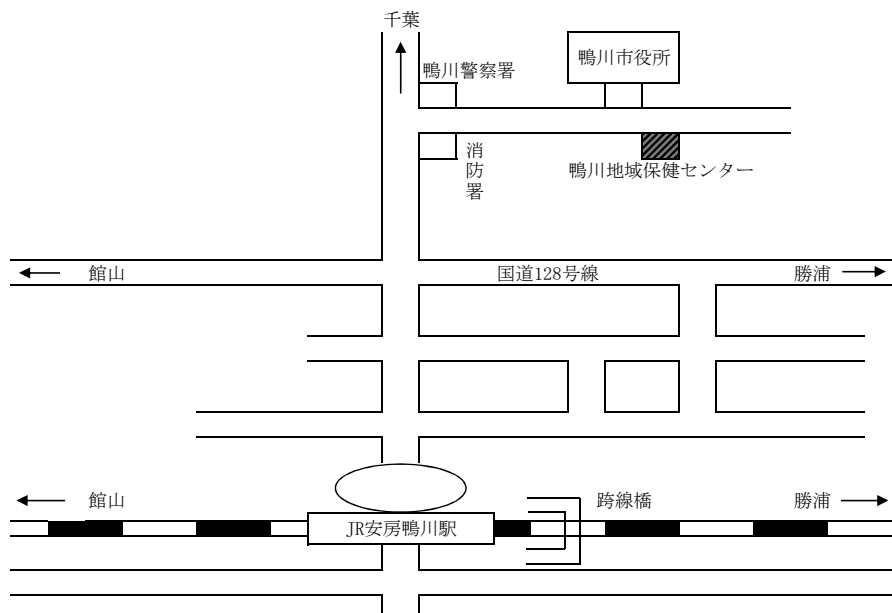 千葉
鴨川警察署
鴨川市役所
消防署
鴨川地域保健センター
館山
国道128号線
勝浦
館山
跨線橋
勝浦
JR安房鴨川駅